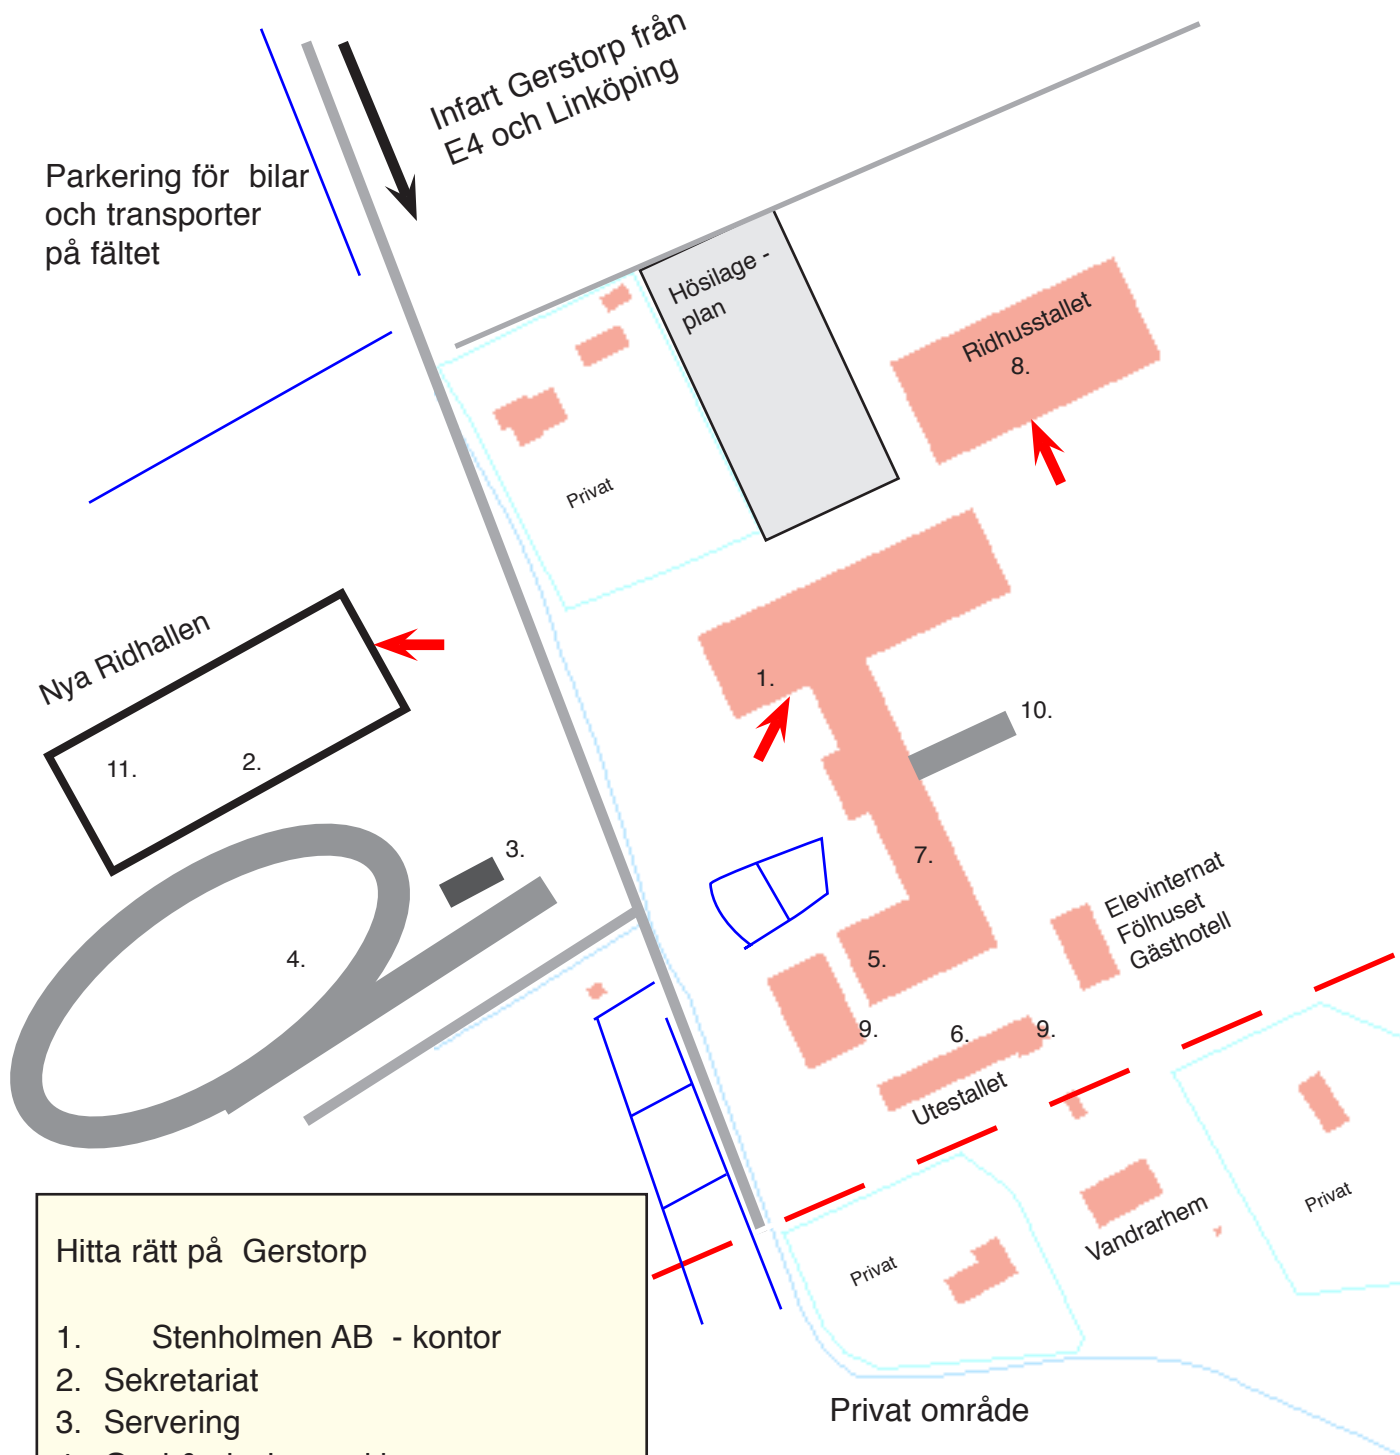 Infart Gerstorp från
E4 och Linköping
Parkering för bilar
och transporter
på fältet
Hösilage -
plan
Ridhusstallet
8.
Privat
Nya Ridhallen
1.
10.
11.
2.
3.
7.
4.
5.
Elevinternat
Fölhuset
Gästhotell
9.
6.
9.
Utestallet
Privat
Vandrarhem
Privat
Privat område
Hitta rätt på Gerstorp
1. Stenholmen AB - kontor
2. Sekretariat
3. Servering